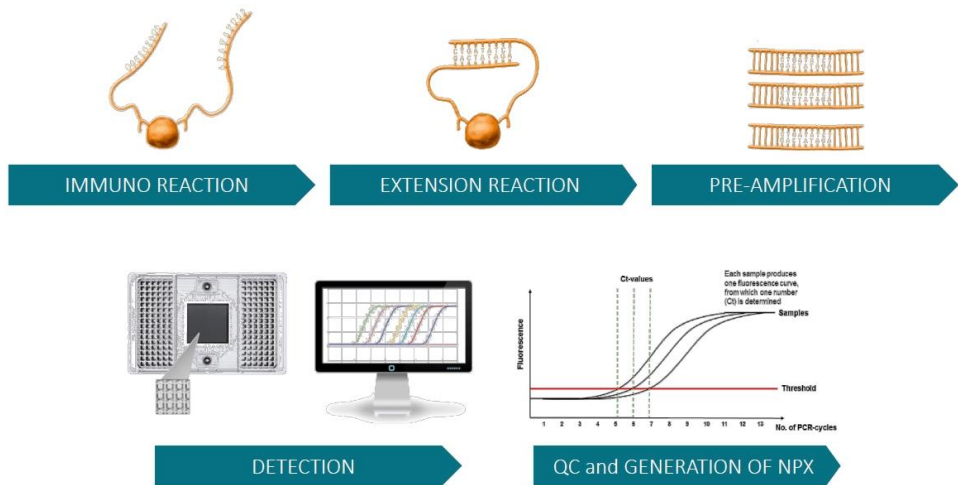 IMMUNO REACTION
EXTENSION REACTION
PRE-AMPLIFICATION
Ct-values
Each sample produces
one fluorescence curve,
from which one number
(Ct) is determined
Samples
Fluorescence
Threshold
1 2 3 4 5 6 7 8 9 10 11 12 13
No. of PCR-cycles
DETECTION
QC and GENERATION OF NPX